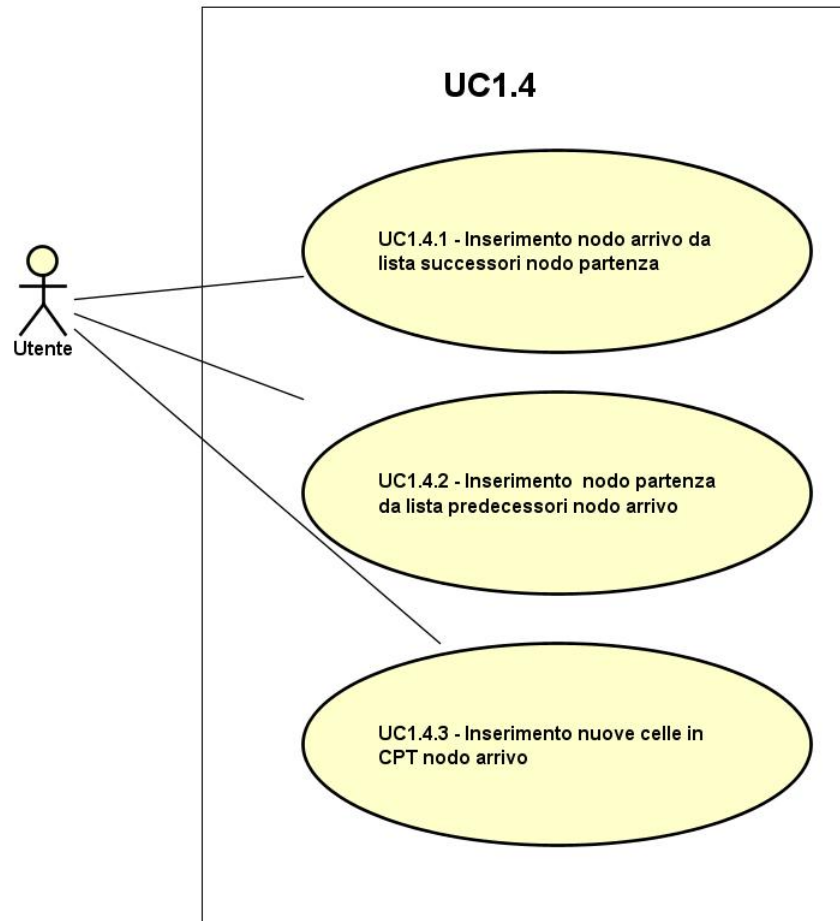 UC1.4
UC1.4.1 - Inserimento nodo arrivo da
lista successori nodo partenza
Utente
UC1.4.2 - Inserimento  nodo partenza
da lista predecessori nodo arrivo
UC1.4.3 - Inserimento nuove celle in
CPT nodo arrivo